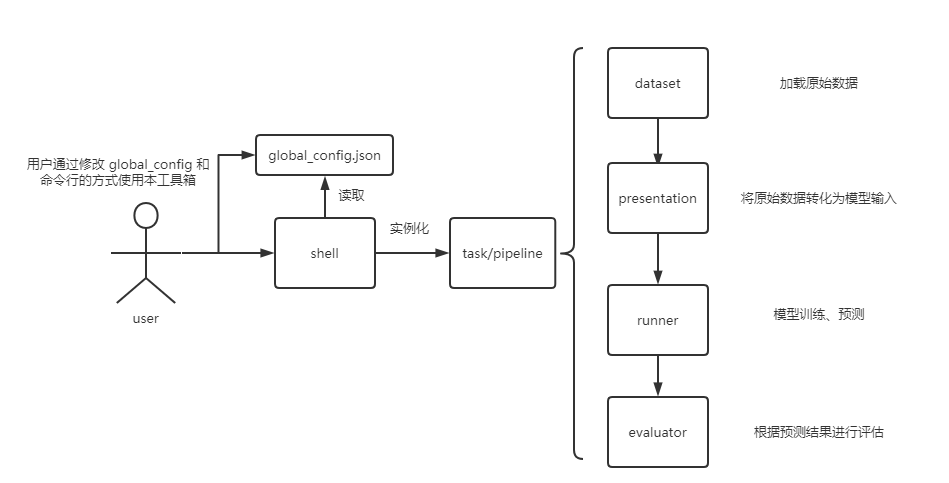 用户通过修改 global_config 和
命令行的方式使用本工具箱
user
global_config.json
读取
shell
实例化
task/pipeline
dataset
加载原始数据
presentation
将原始数据转化为模型输入
runner
模型训练、预测
evaluator
根据预测结果进行评估